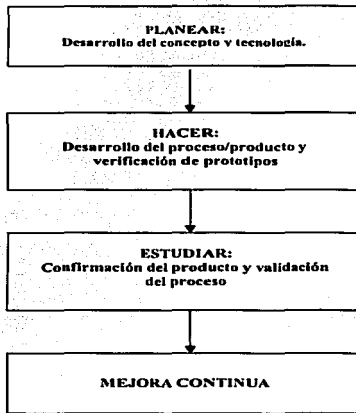 PLANEAR:
Desarrollo del concepto y tecnología.
HACER:
Desarrollo del proceso/producto y
verificación de prototipos
ESTUDIAR:
Confirmación del producto y validación
del proceso
MEJORA CONTINUA